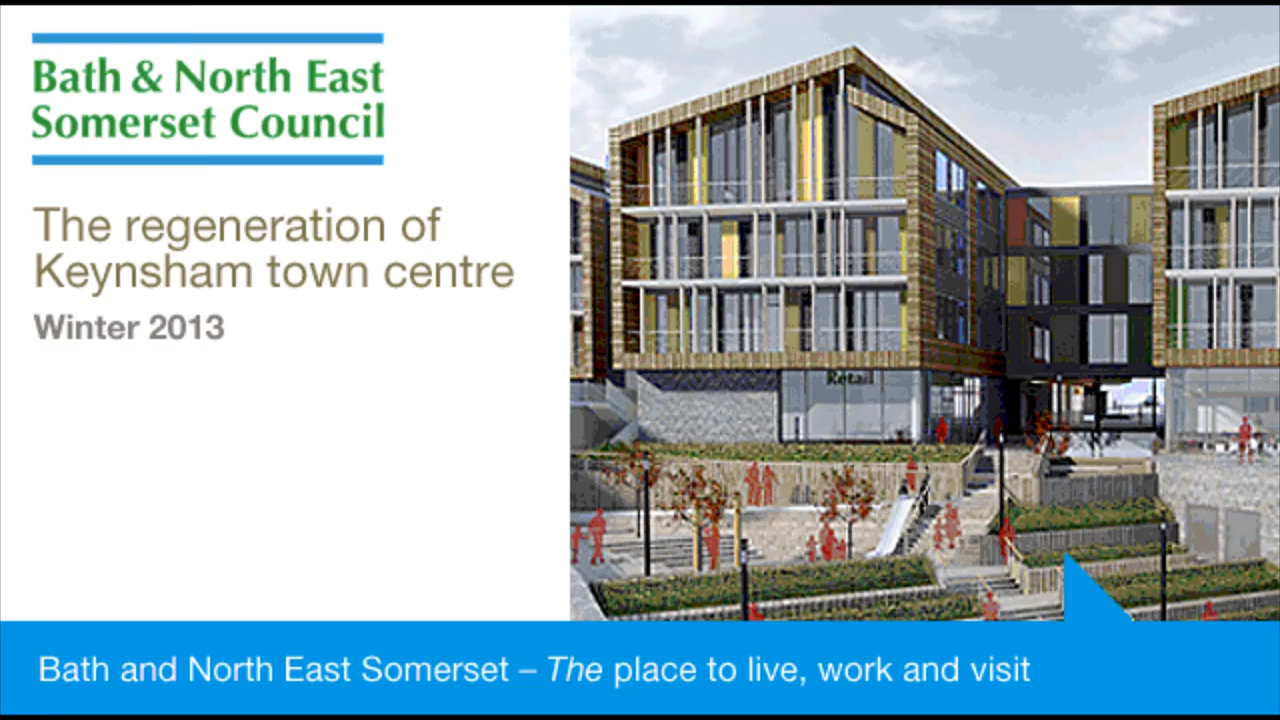 Bath & North East
Somerset Council
The regeneration of
Keynsham town centre
Winter 2013
Retail
Bath and North East Somerset – The place to live, work and visit